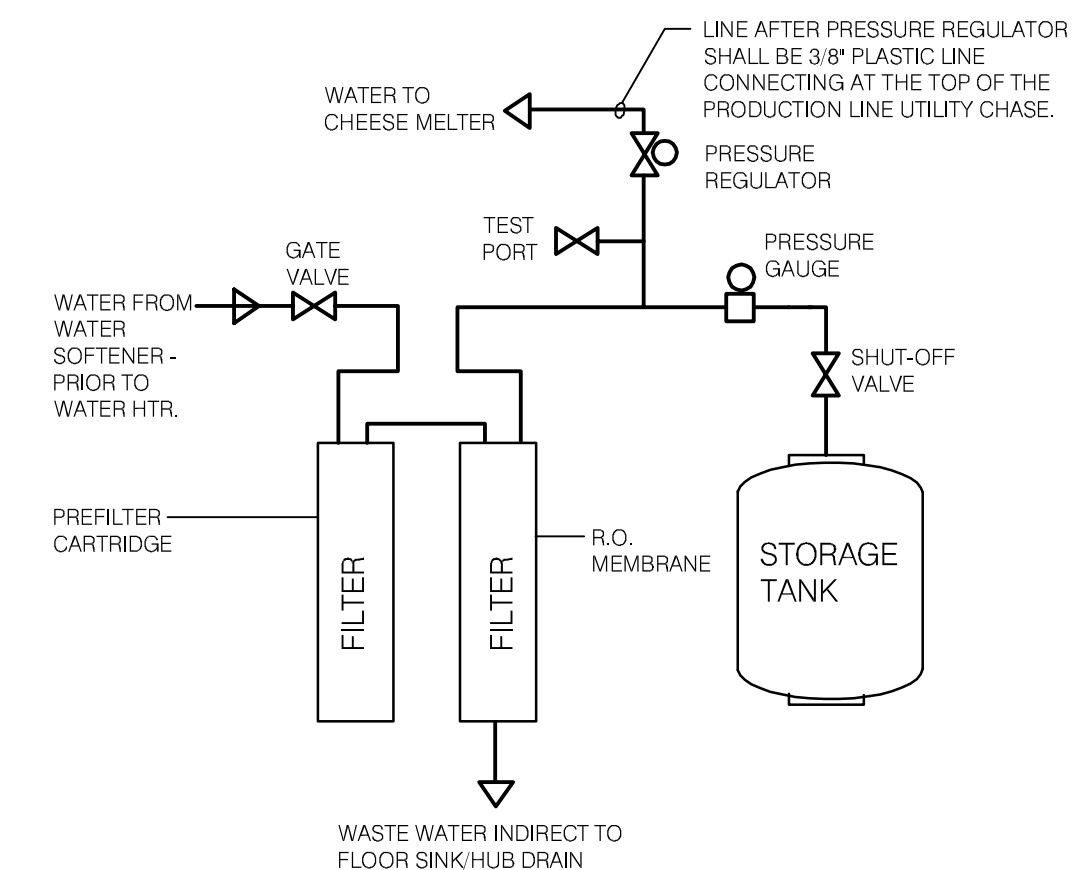 LINE AFTER PRESSURE REGULATOR
SHALL BE 3/8" PLASTIC LINE
CONNECTING AT THE TOP OF THE
PRODUCTION LINE UTILITY CHASE.
WATER TO
CHEESE MELTER
PRESSURE
REGULATOR
TEST
PORT
PRESSURE
GAUGE
GATE
VALVE
WATER FROM
WATER
SOFTENER -
PRIOR TO
WATER HTR.
SHUT-OFF
VALVE
PREFILTER
CARTRIDGE
FILTER
FILTER
R.O.
MEMBRANE
STORAGE
TANK
WASTE WATER INDIRECT TO
FLOOR SINK/HUB DRAIN